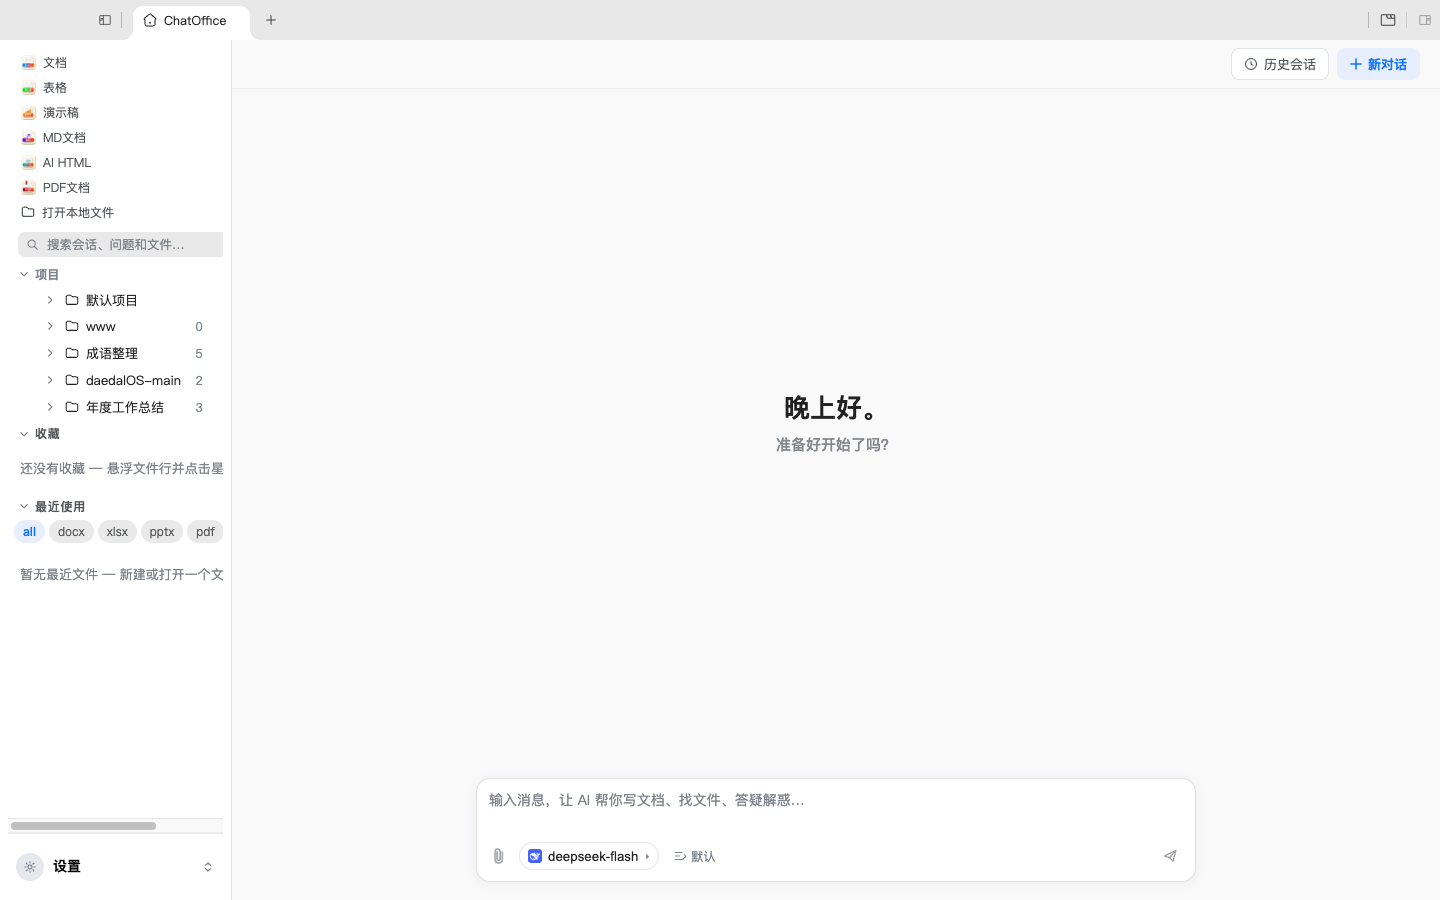 ChatOffice
文档
表格
演示稿
MD文档
AI HTML
PDF文档
打开本地文件
搜索会话、问题和文件...
项目
默认项目
www 0
成语整理 5
daedalOS-main 2
年度工作总结 3
收藏
还没有收藏 — 悬浮文件行并点击星
最近使用
all docx xlsx pptx pdf
暂无最近文件 — 新建或打开一个文
设置
历史会话 新对话
晚上好。
准备好开始了吗?
输入消息，让 AI 帮你写文档、找文件、答疑解惑...
deepseek-flash 默认